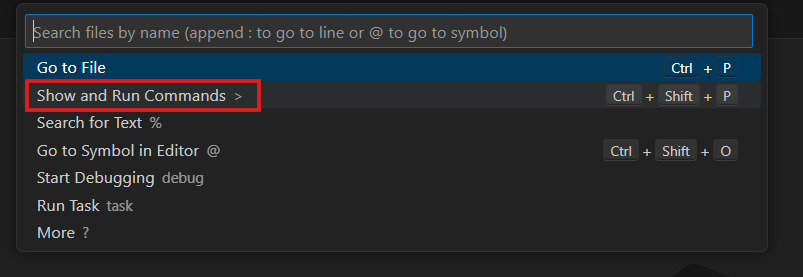 Search files by name (append : to go to line or @ to go to symbol)
Go to File Ctrl + P
Show and Run Commands > Ctrl + Shift + P
Search for Text %
Go to Symbol in Editor @ Ctrl + Shift + O
Start Debugging debug
Run Task task
More ?